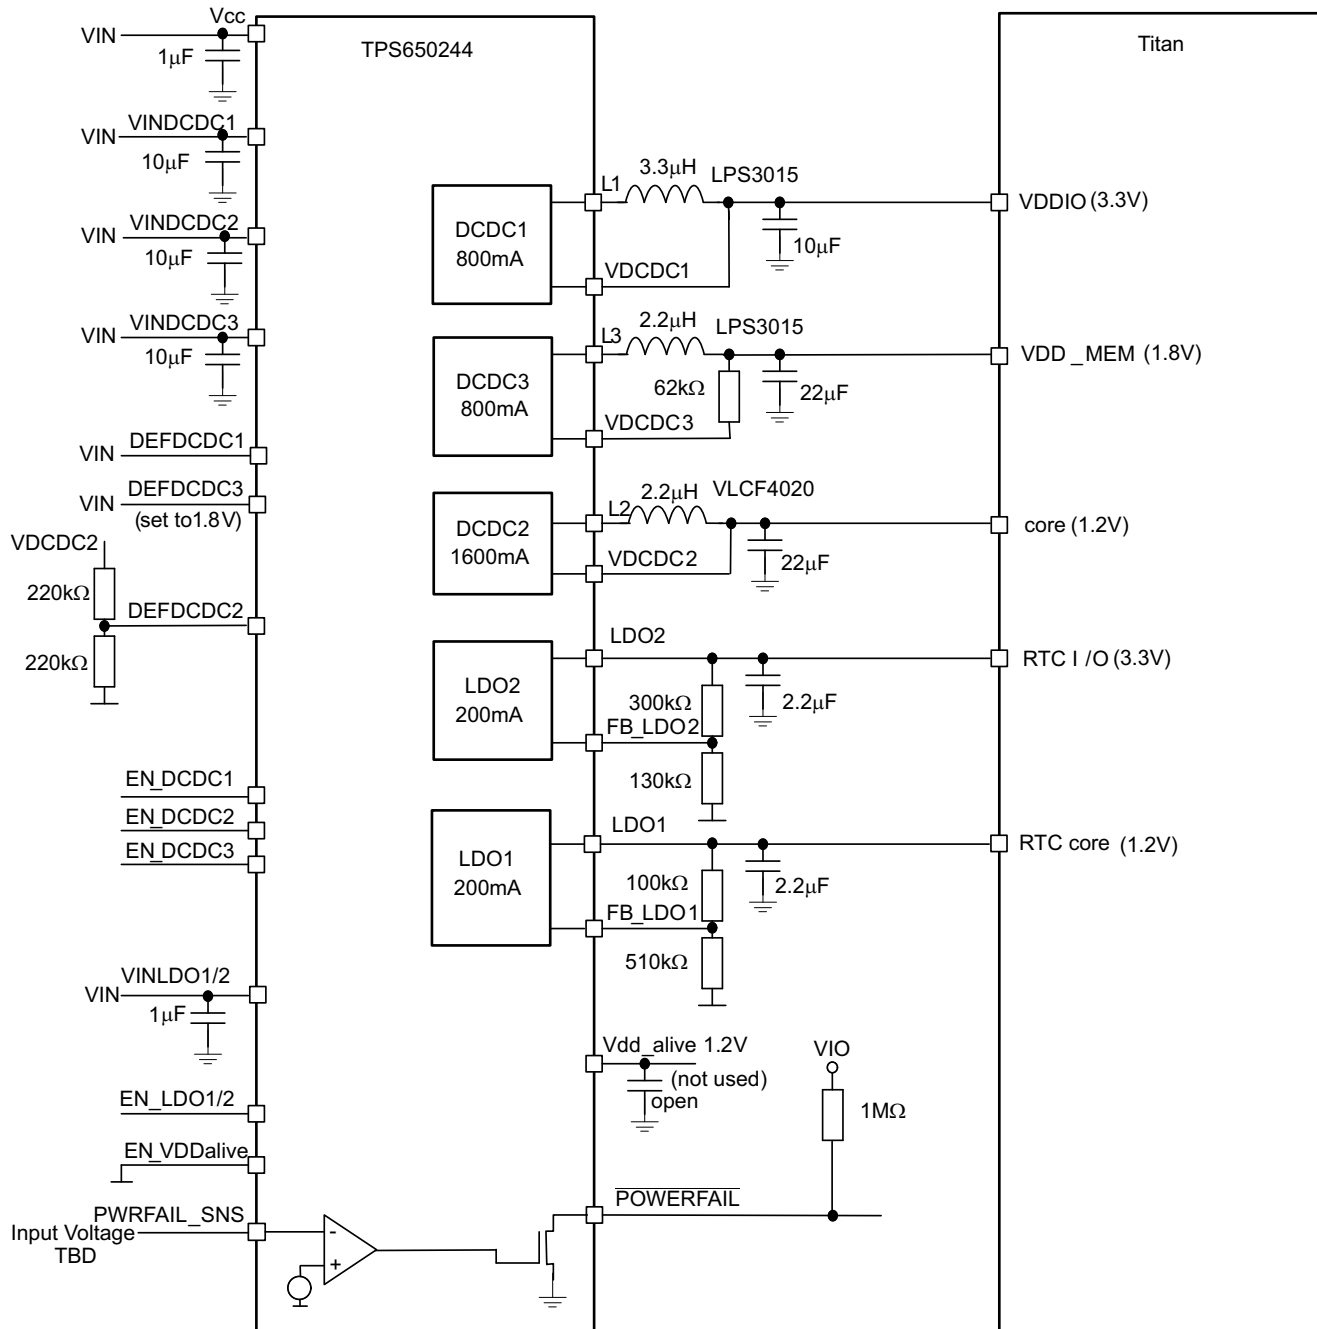 Vcc
VIN
1μF
TPS650244
Titan
VINDCDC1
VIN
10μF
3.3μH
LPS3015
L1
VDDIO (3.3V)
DCDC1
800mA
10μF
VINDCDC2
VIN
10μF
VDCDC1
VINDCDC3
VIN
10μF
2.2μH
LPS3015
L3
VDD_MEM (1.8V)
DCDC3
800mA
62kΩ
22μF
VDCDC3
DEFDCDC1
VIN
DEFDCDC3
VIN
(set to1.8V)
2.2μH
VLCF4020
L2
core (1.2V)
DCDC2
1600mA
VDCDC2
22μF
VDCDC2
220kΩ
DEFDCDC2
220kΩ
LDO2
RTC I/O (3.3V)
LDO2
200mA
300kΩ
2.2μF
FB_LDO2
130kΩ
EN_DCDC1
EN_DCDC2
EN_DCDC3
LDO1
RTC core (1.2V)
LDO1
200mA
100kΩ
2.2μF
FB_LDO1
510kΩ
VINLDO1/2
VIN
1μF
Vdd_alive 1.2V
(not used)
open
VIO
1MΩ
EN_LDO1/2
EN_VDDalive
POWERFAIL
PWRFAIL_SNS
Input Voltage
TBD
-
+